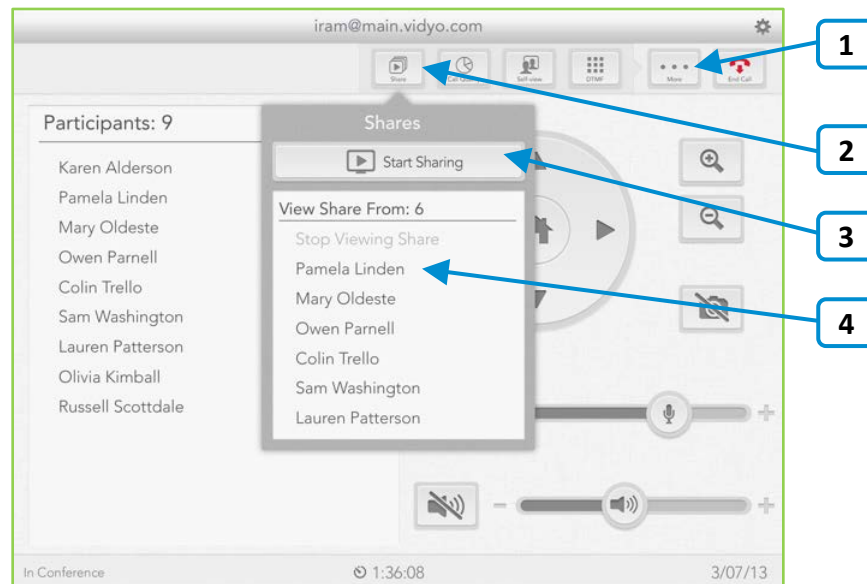 iram@main.vidyo.com
1
Share
Call Quality
Self-view
DTMF
More
End Call
Participants: 9
Karen Alderson
Pamela Linden
Mary Oldeste
Owen Parnell
Colin Trello
Sam Washington
Lauren Patterson
Olivia Kimball
Russell Scottdale
Shares
Start Sharing
View Share From: 6
Stop Viewing Share
Pamela Linden
Mary Oldeste
Owen Parnell
Colin Trello
Sam Washington
Lauren Patterson
2
3
4
In Conference
1:36:08
3/07/13